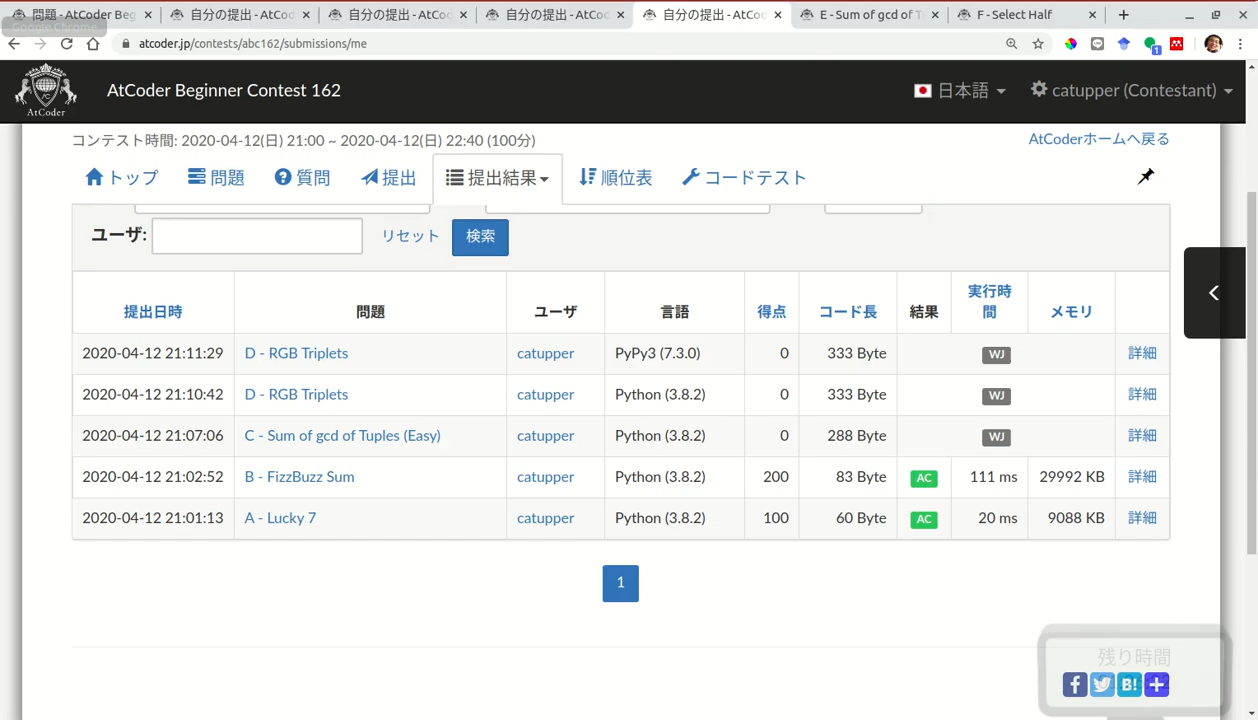 問題 - AtCoder Beg
自分の提出 - AtCod
自分の提出 - AtCod
自分の提出 - AtCod
自分の提出 - AtCod
E - Sum of gcd of T
F - Select Half
Google Chrome
atcoder.jp/contests/abc162/submissions/me
1
AtCoder
AtCoder Beginner Contest 162
日本語
catupper (Contestant)
コンテスト時間: 2020-04-12(日) 21:00 ~ 2020-04-12(日) 22:40 (100分)
AtCoderホームへ戻る
トップ 問題 質問 提出 提出結果 順位表 コードテスト
ユーザ: リセット 検索
提出日時 問題 ユーザ 言語 得点 コード長 結果 実行時間 メモリ
2020-04-12 21:11:29 D - RGB Triplets catupper PyPy3 (7.3.0) 0 333 Byte WJ 詳細
2020-04-12 21:10:42 D - RGB Triplets catupper Python (3.8.2) 0 333 Byte WJ 詳細
2020-04-12 21:07:06 C - Sum of gcd of Tuples (Easy) catupper Python (3.8.2) 0 288 Byte WJ 詳細
2020-04-12 21:02:52 B - FizzBuzz Sum catupper Python (3.8.2) 200 83 Byte AC 111 ms 29992 KB 詳細
2020-04-12 21:01:13 A - Lucky 7 catupper Python (3.8.2) 100 60 Byte AC 20 ms 9088 KB 詳細
1
残り時間
B!